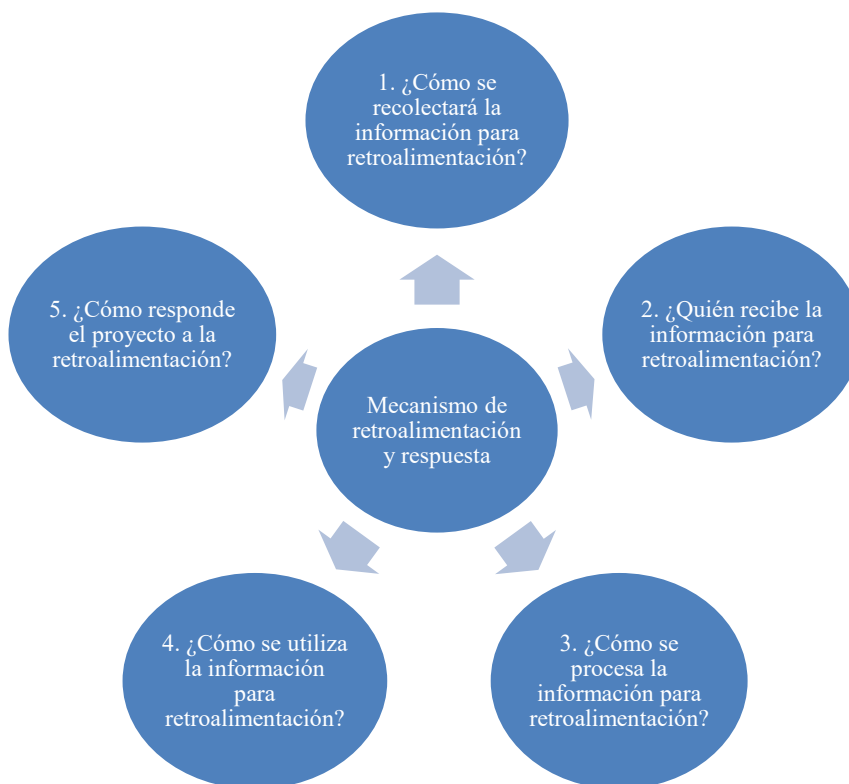 1. ¿Cómo se
recolectará la
información para
retroalimentación?
2. ¿Quién recibe la
información para
retroalimentación?
3. ¿Cómo se
procesa la
información para
retroalimentación?
4. ¿Cómo se utiliza
la información
para
retroalimentación?
5. ¿Cómo responde
el proyecto a la
retroalimentación?
Mecanismo de
retroalimentación
y respuesta